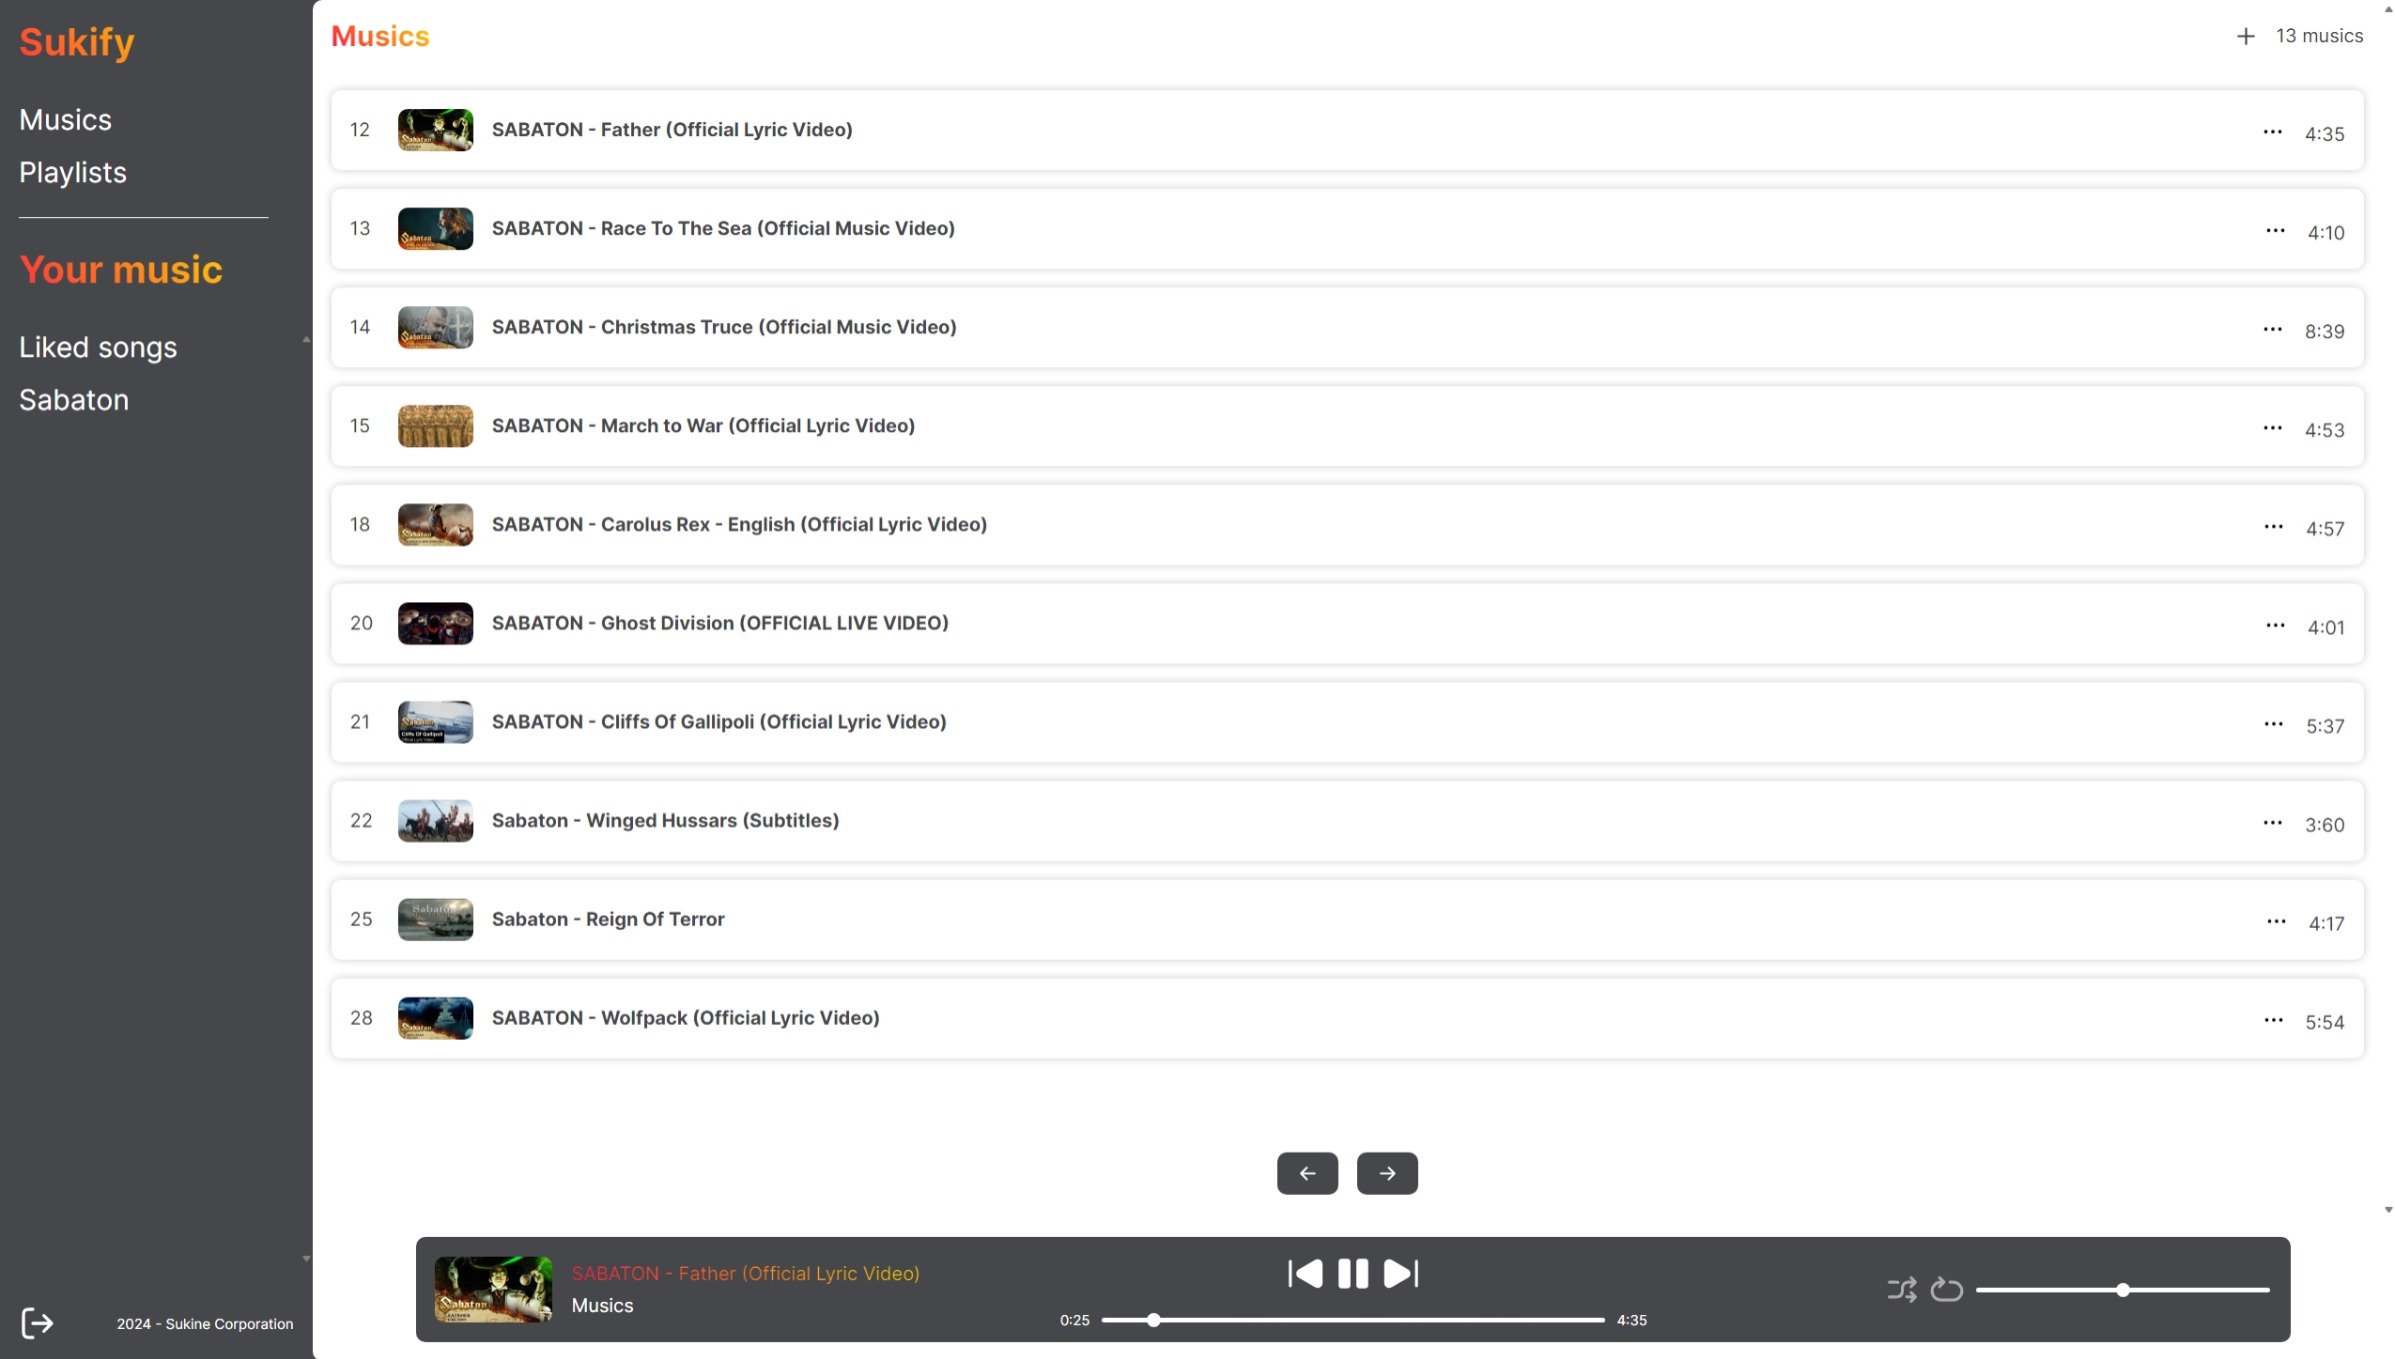 Sukify
Musics
Playlists
Your music
Liked songs
Sabaton
2024 - Sukine Corporation
Musics
13 musics
12 SABATON - Father (Official Lyric Video) ... 4:35
13 SABATON - Race To The Sea (Official Music Video) ... 4:10
14 SABATON - Christmas Truce (Official Music Video) ... 8:39
15 SABATON - March to War (Official Lyric Video) ... 4:53
18 SABATON - Carolus Rex - English (Official Lyric Video) ... 4:57
20 SABATON - Ghost Division (OFFICIAL LIVE VIDEO) ... 4:01
21 SABATON - Cliffs Of Gallipoli (Official Lyric Video) ... 5:37
22 Sabaton - Winged Hussars (Subtitles) ... 3:60
25 Sabaton - Reign Of Terror ... 4:17
28 SABATON - Wolfpack (Official Lyric Video) ... 5:54
Sabaton
SABATON - Father (Official Lyric Video)
Musics
0:25
4:35